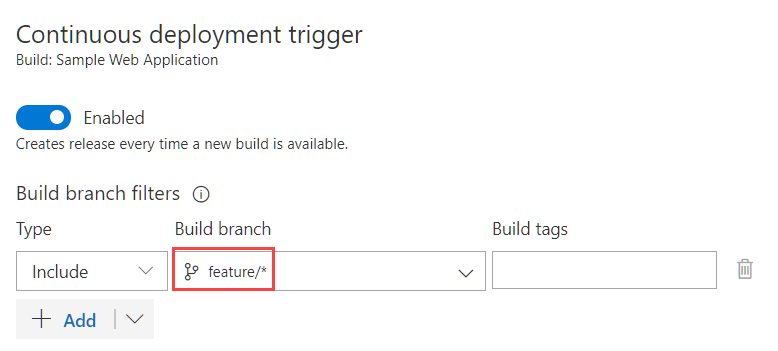 Continuous deployment trigger
Build: Sample Web Application
Enabled
Creates release every time a new build is available.
Build branch filters
Type Build branch Build tags
Include feature/*
Add